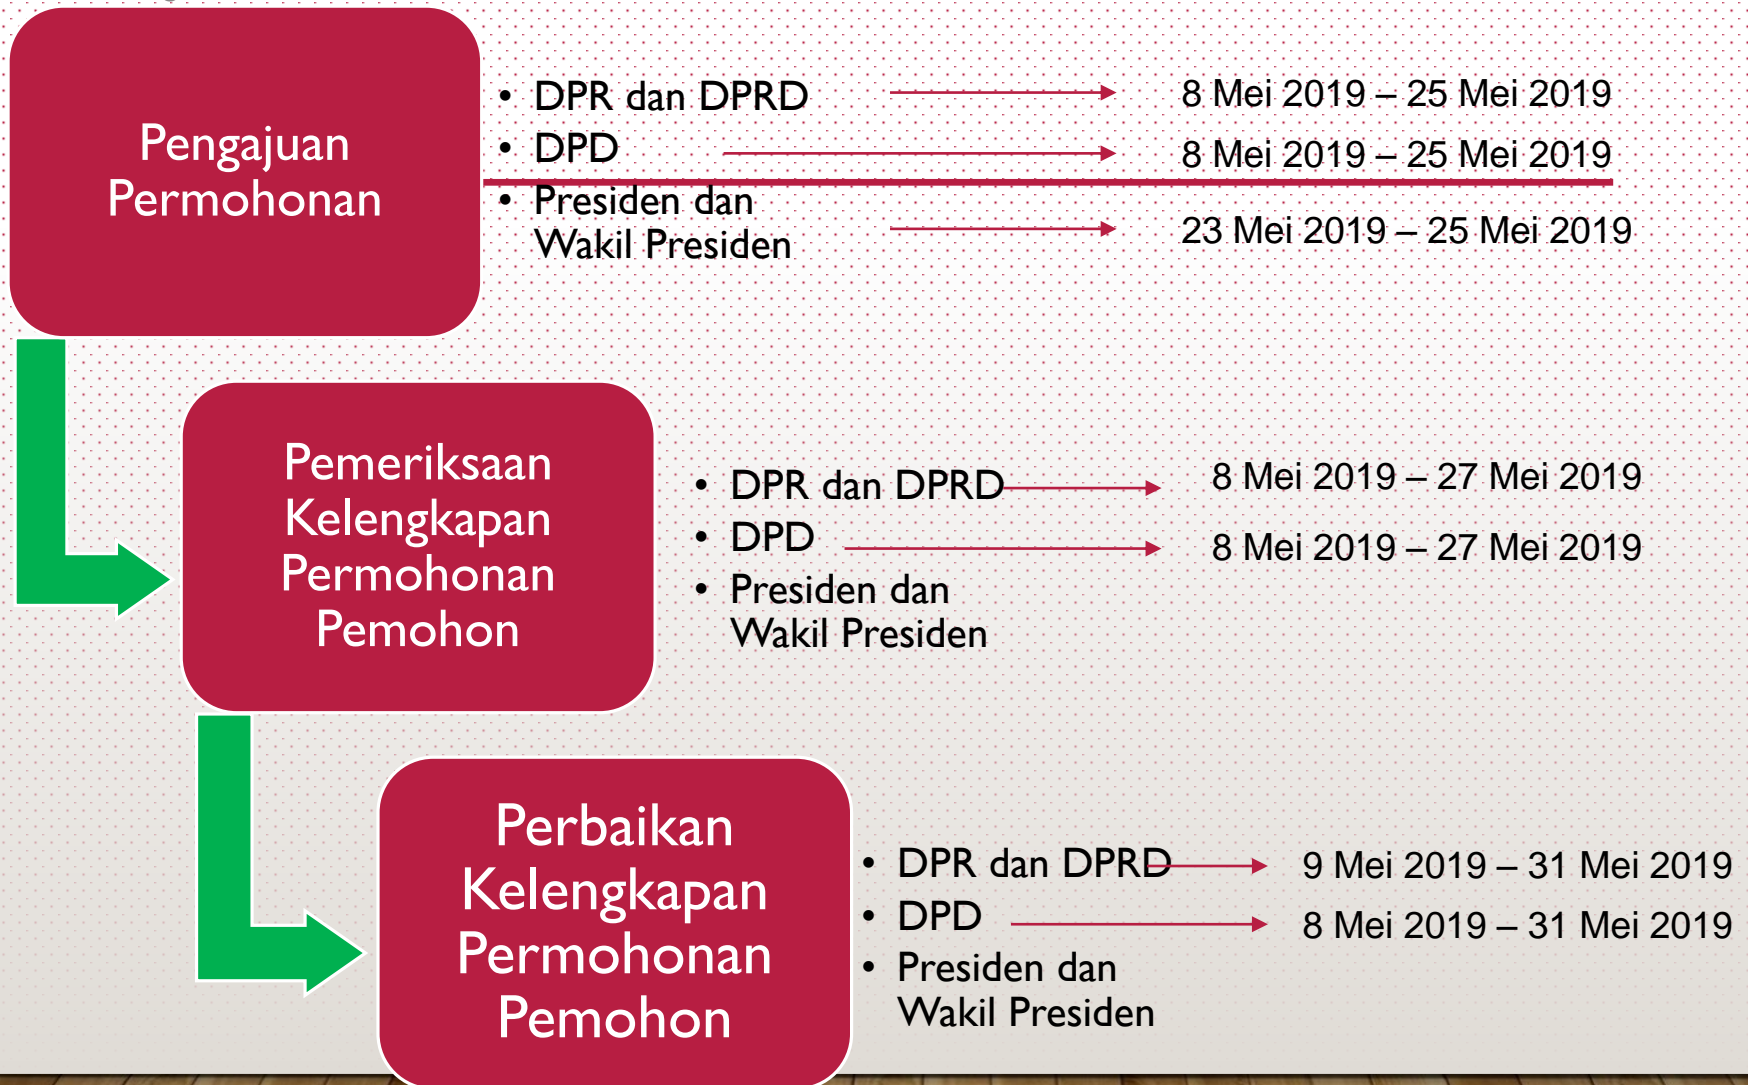 Pengajuan
Permohonan
• DPR dan DPRD
8 Mei 2019 – 25 Mei 2019
• DPD
8 Mei 2019 – 25 Mei 2019
• Presiden dan
Wakil Presiden
23 Mei 2019 – 25 Mei 2019
Pemeriksaan
Kelengkapan
Permohonan
Pemohon
• DPR dan DPRD
8 Mei 2019 – 27 Mei 2019
• DPD
8 Mei 2019 – 27 Mei 2019
• Presiden dan
Wakil Presiden
Perbaikan
Kelengkapan
Permohonan
Pemohon
• DPR dan DPRD
9 Mei 2019 – 31 Mei 2019
• DPD
8 Mei 2019 – 31 Mei 2019
• Presiden dan
Wakil Presiden